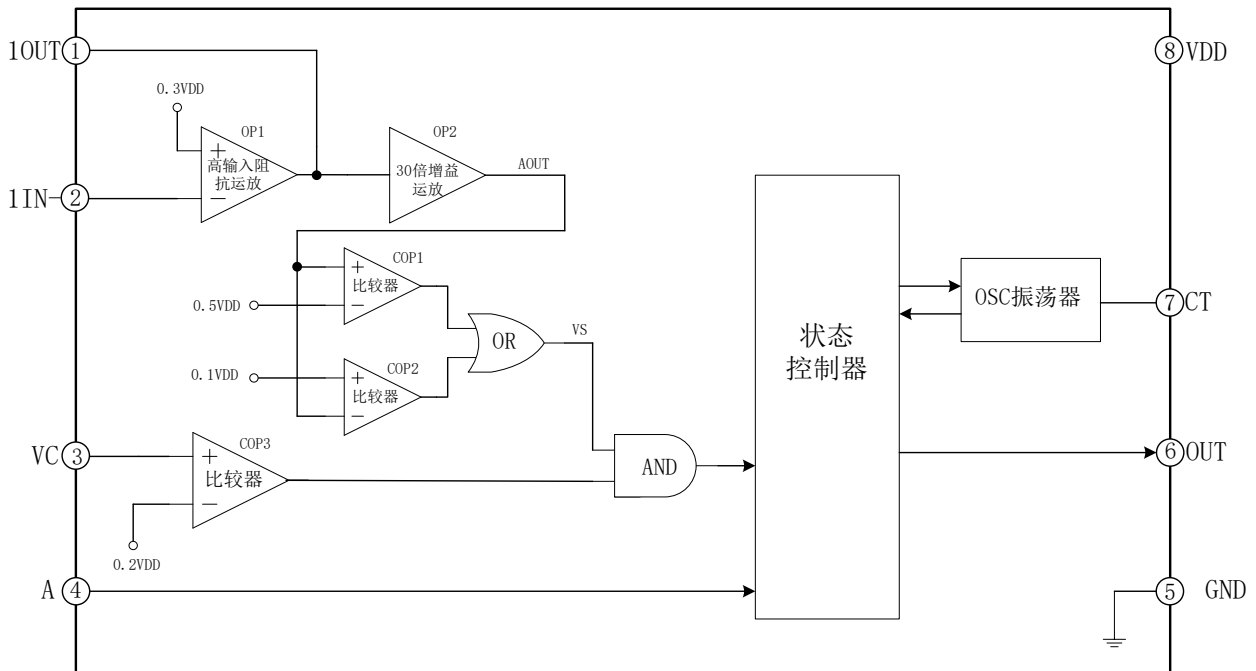 1OUT
1
8
VDD
0.3VDD
OP1
+
高输入阻
抗运放
−
OP2
30倍增益
运放
AOUT
1IN-
2
COP1
+
比较器
−
0.5VDD
OR
VS
状态
控制器
OSC振荡器
7
CT
0.1VDD
COP2
+
比较器
−
VC
3
COP3
+
比较器
−
0.2VDD
AND
6
OUT
A
4
5
GND